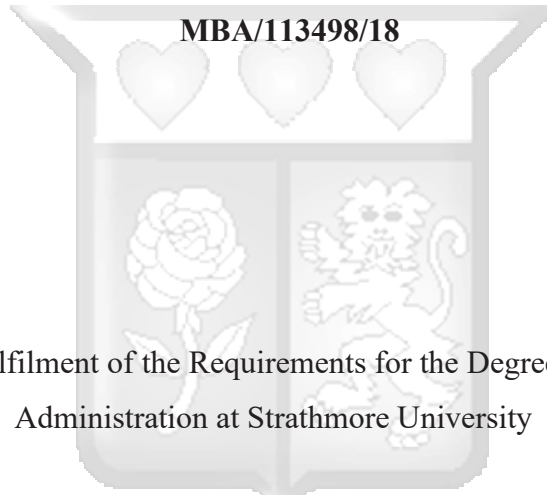 MBA/113498/18
lfilment of the Requirements for the Degree
Administration at Strathmore University